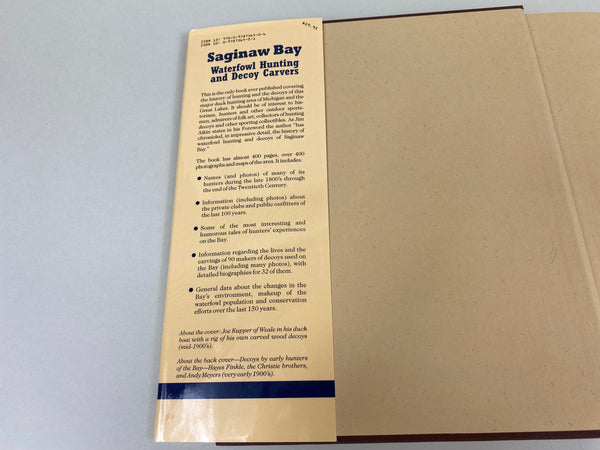 Saginaw Bay
Waterfowl Hunting
and Decoy Carvers
This is the only book ever published covering
the history of hunting and the decoys of this
major duck hunting area of Michigan and the
Great Lakes. It should be of interest to his-
torians, hunters and other outdoor sports-
men, admirers of folk art, collectors of hunting
decoys and other sporting collectibles. As Jim
Aikin states in his Foreword the author "has
chronicled, in impressive detail, the history of
waterfowl hunting and decoys of Saginaw
Bay."
The book has almost 400 pages, over 400
photographs and maps of the area. It includes:
● Names (and photos) of many of its
hunters during the late 1800's through
the end of the Twentieth Century.
● Information (including photos) about
the private clubs and public outfitters of
the last 100 years.
● Some of the most interesting and
humorous tales of hunters' experiences
on the Bay.
● Information regarding the lives and the
carvings of 90 makers of decoys used on
the Bay (including many photos), with
detailed biographies for 32 of them.
● General data about the changes in the
Bay's environment, makeup of the
waterfowl population and conservation
efforts over the last 150 years.
About the cover: Joe Kupper of Weale in his duck
boat with a rig of his own carved wood decoys
(mid-1900's).
About the back cover—Decoys by early hunters
of the Bay—Hayes Finkle, the Christie brothers,
and Andy Meyers (very early 1900's).